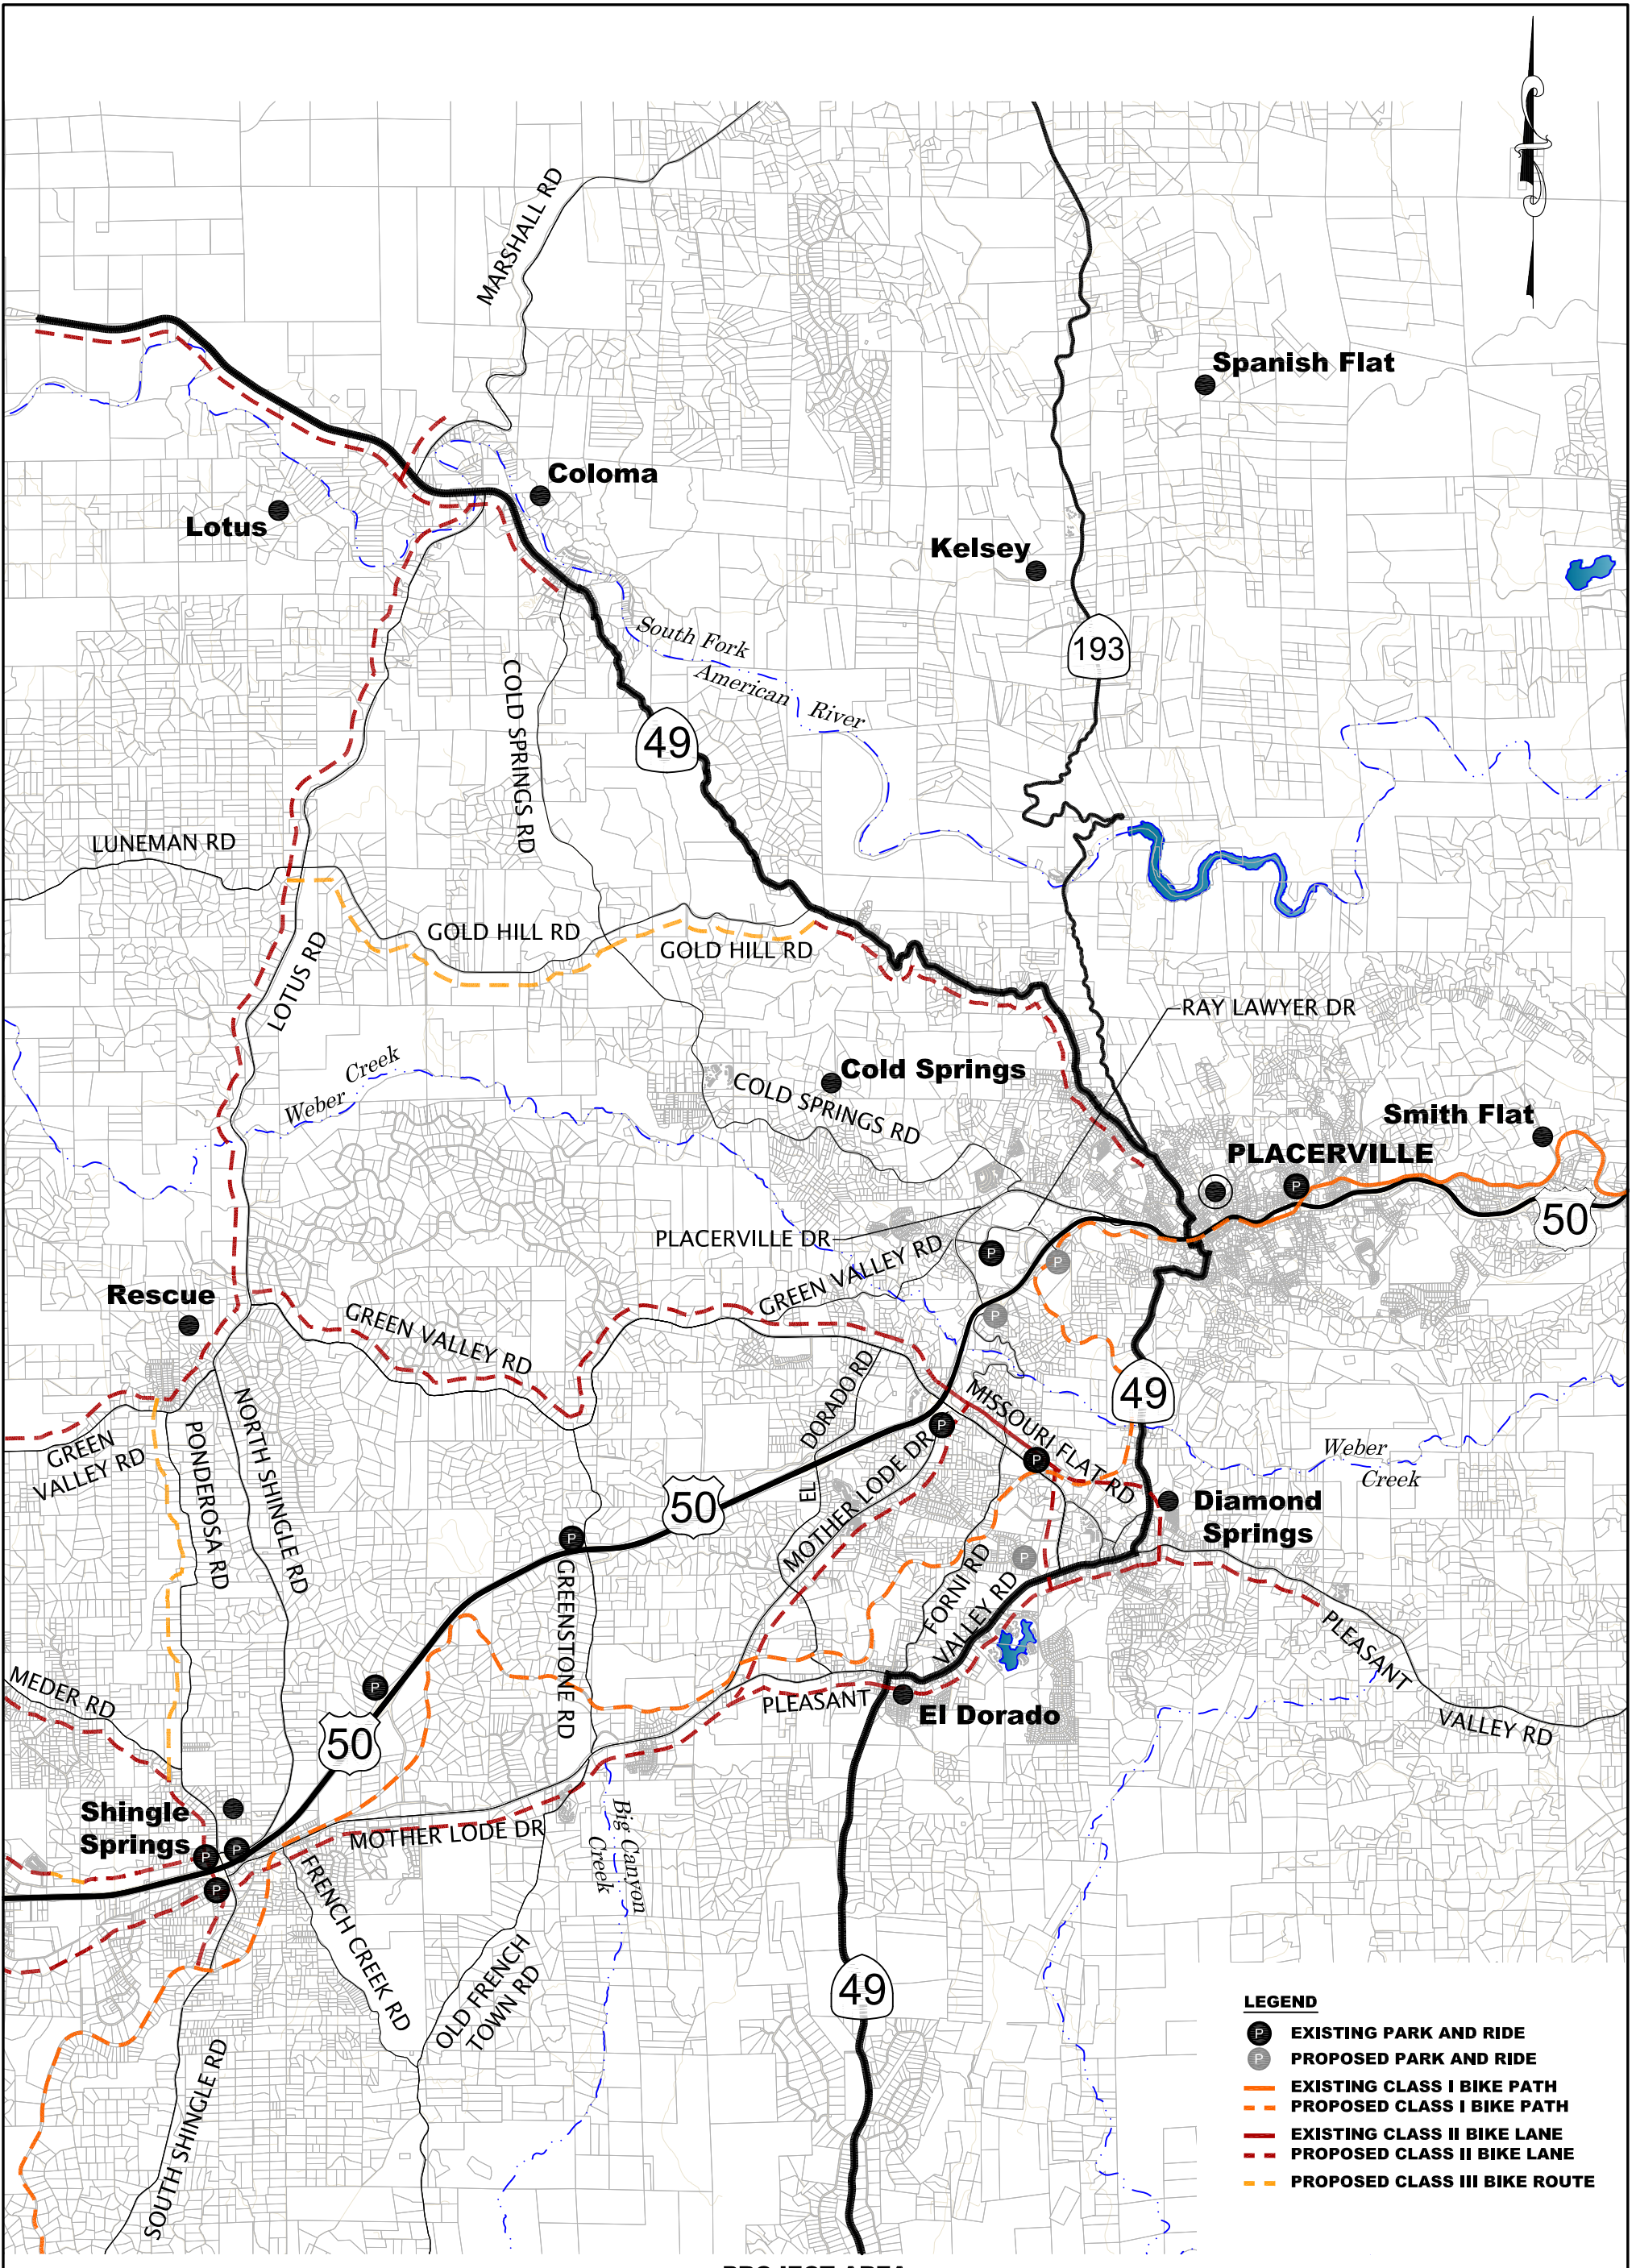 MARSHALL RD
Spanish Flat
Coloma
Lotus
Kelsey
South Fork
American River
193
49
COLD SPRINGS RD
LUNEMAN RD
GOLD HILL RD
GOLD HILL RD
LOTUS RD
RAY LAWYER DR
Weber Creek
Cold Springs
COLD SPRINGS RD
Smith Flat
PLACERVILLE
P
50
PLACERVILLE DR
GREEN VALLEY RD
P
P
P
Rescue
GREEN VALLEY RD
EL DORADO RD
MISSOURI FLAT RD
49
NORTH SHINGLE RD
PONDEROSA RD
GREEN
VALLEY RD
P
P
Weber
Creek
50
MOTHER LODE DR
Diamond
Springs
P
GREENSTONE RD
FORNI RD
P
VALLEY RD
PLEASANT
VALLEY RD
MEDER RD
P
PLEASANT
El Dorado
50
Shingle
Springs
P
P
P
MOTHER LODE DR
Big Canyon
Creek
FRENCH CREEK RD
OLD FRENCH
TOWN RD
49
SOUTH SHINGLE RD
LEGEND
P EXISTING PARK AND RIDE
P PROPOSED PARK AND RIDE
EXISTING CLASS I BIKE PATH
PROPOSED CLASS I BIKE PATH
EXISTING CLASS II BIKE LANE
PROPOSED CLASS II BIKE LANE
PROPOSED CLASS III BIKE ROUTE
PROJECT AREA